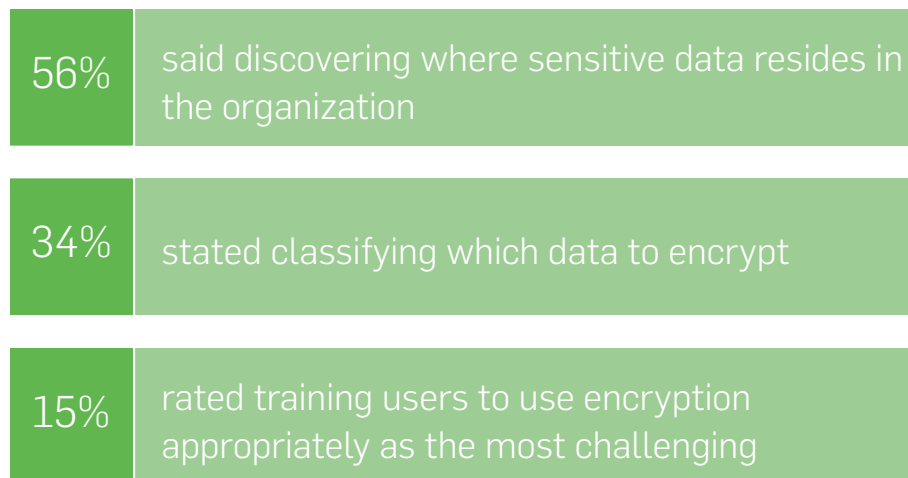 56%
said discovering where sensitive data resides in
the organization
34%
stated classifying which data to encrypt
15%
rated training users to use encryption
appropriately as the most challenging